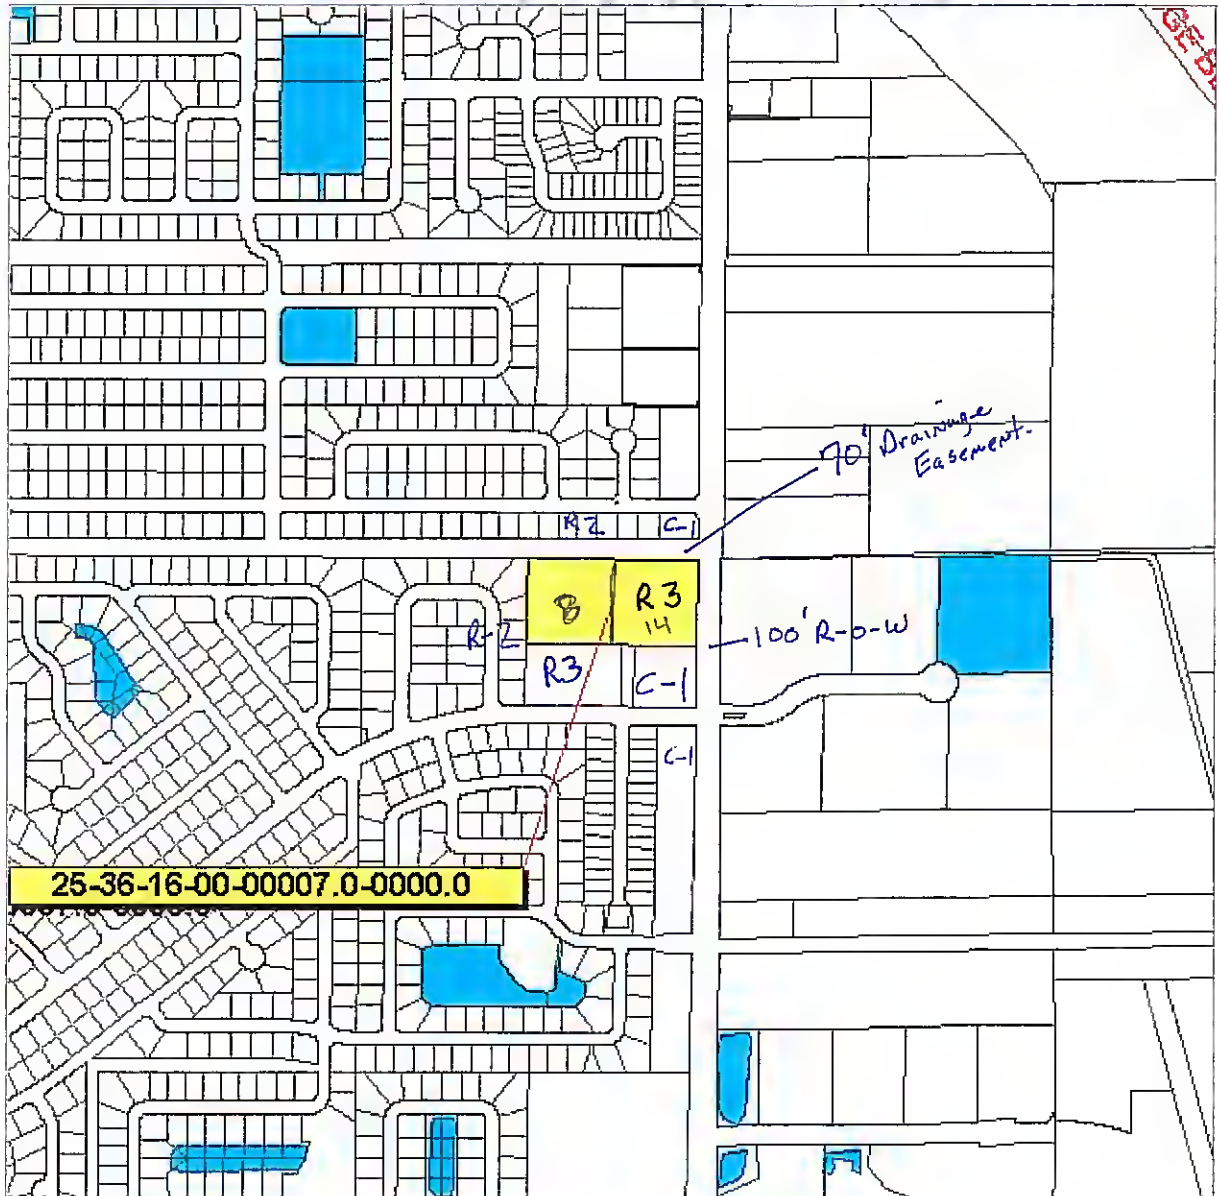 70' Drainage
Easement.
R2
C-1
8
R3
14
R-2
100' R-O-W
R3
C-1
C-1
25-36-16-00-00007.0-0000.0